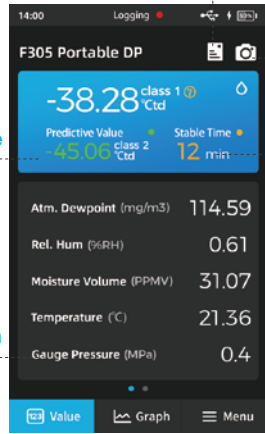 14:00 Logging 50%
F305 Portable DP
-38.28 °Ctd class 1 ?
Predictive Value Stable Time
-45.06 °Ctd class 2 12 min
Atm. Dewpoint (mg/m3) 114.59
Rel. Hum (%RH) 0.61
Moisture Volume (PPMV) 31.07
Temperature (°C) 21.36
Gauge Pressure (MPa) 0.4
123 Value Graph Menu